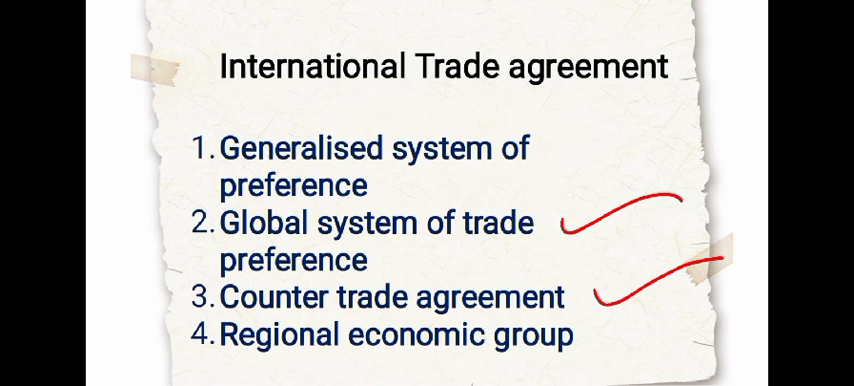 International Trade agreement
1. Generalised system of
preference
2. Global system of trade
preference
3. Counter trade agreement
4. Regional economic group